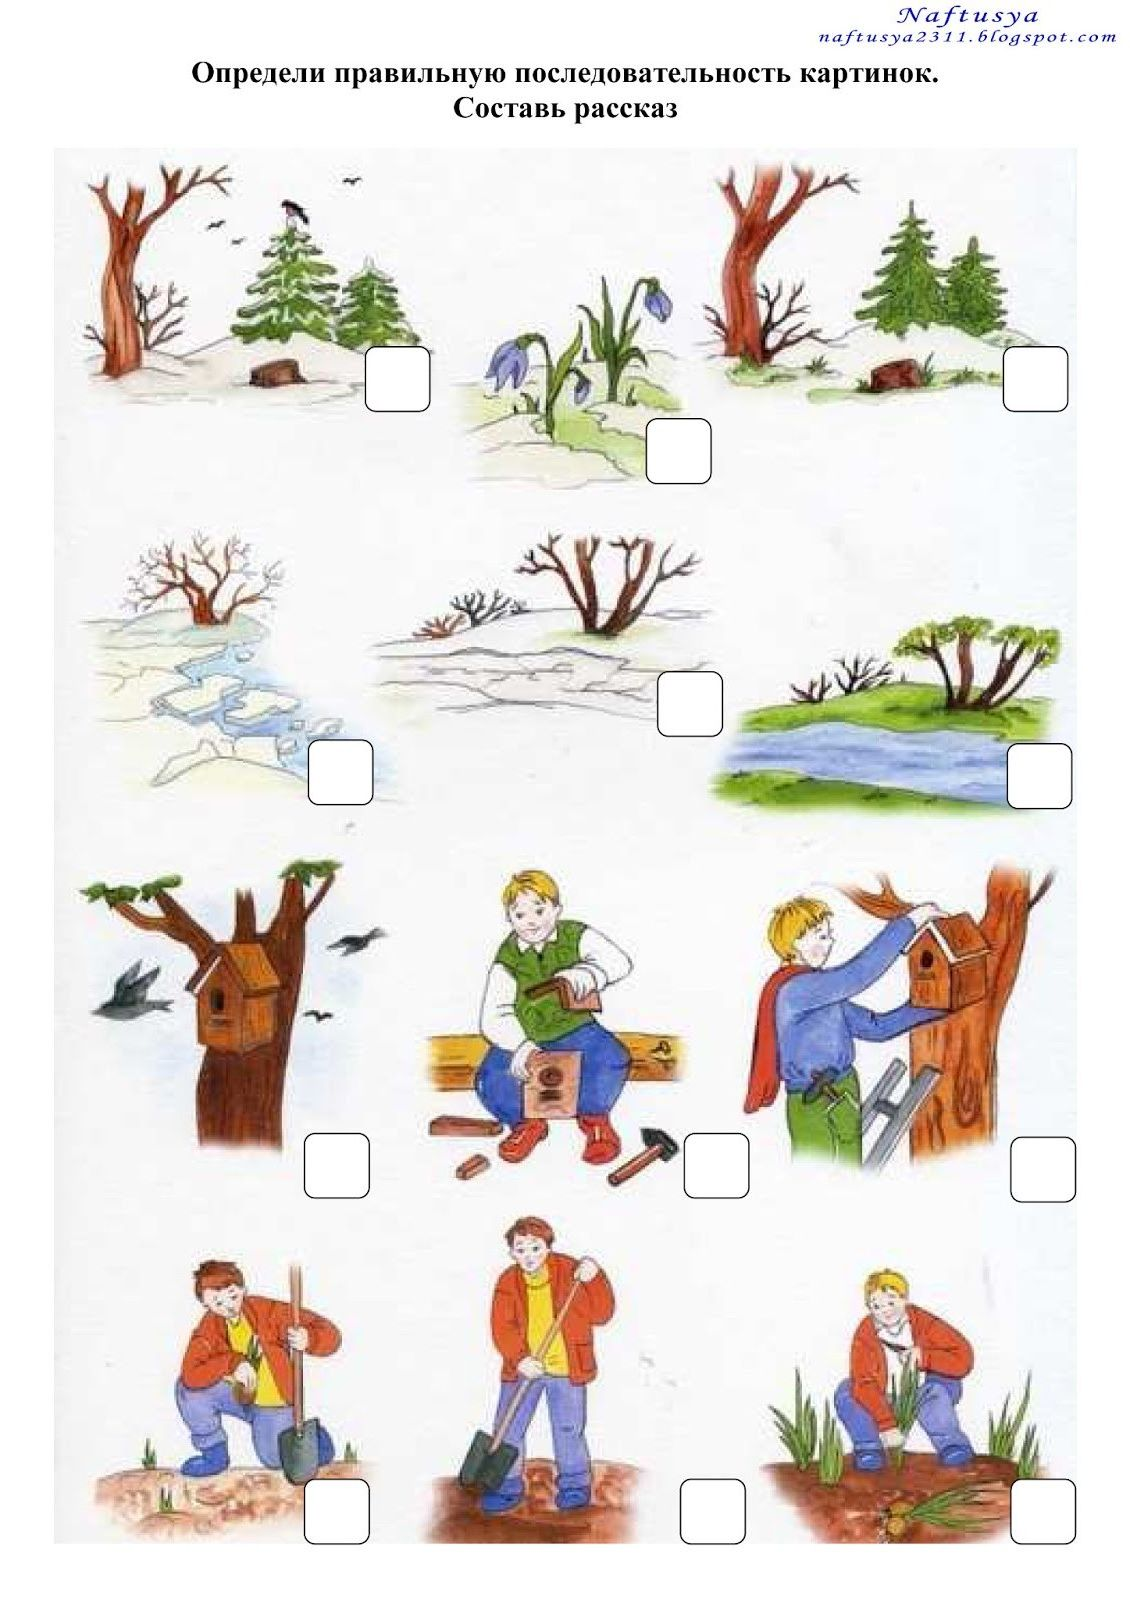 Naftusya
naftusya2311.blogspot.com
Определи правильную последовательность картинок.
Составь рассказ